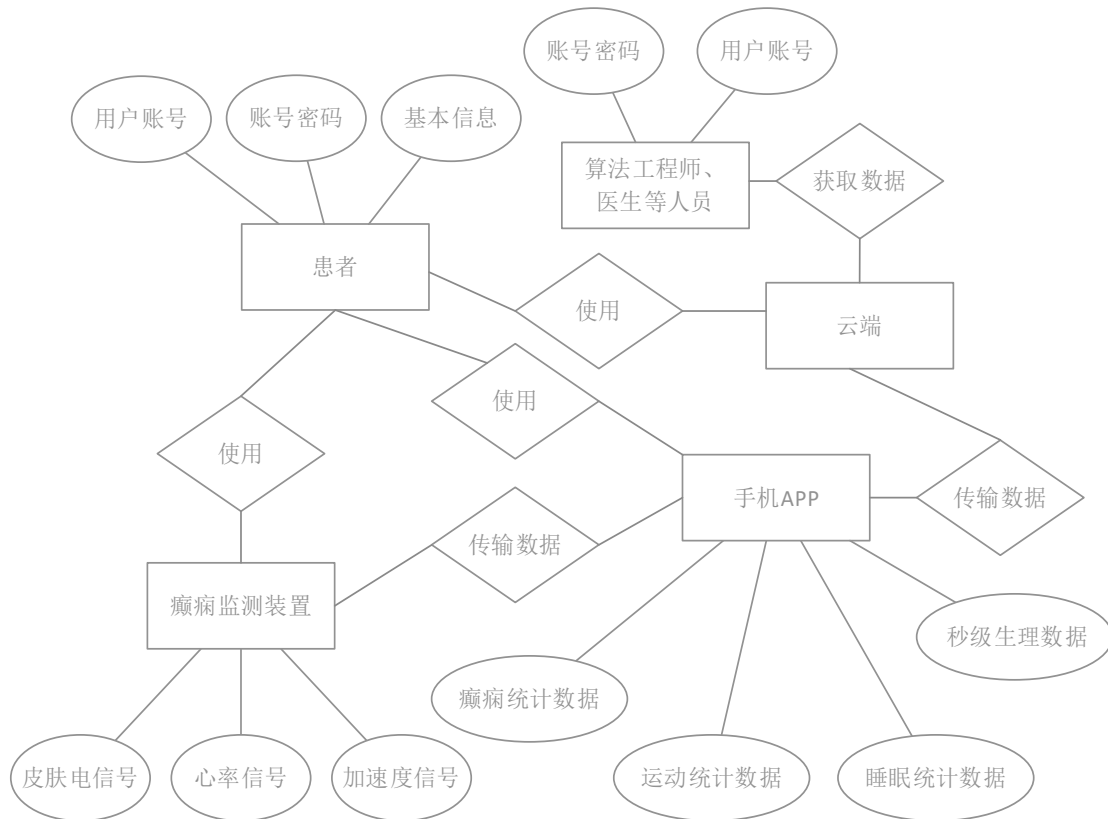 账号密码
用户账号
用户账号
账号密码
基本信息
算法工程师、
医生等人员
获取数据
患者
使用
云端
使用
使用
手机APP
传输数据
传输数据
癫痫监测装置
秒级生理数据
癫痫统计数据
皮肤电信号
心率信号
加速度信号
运动统计数据
睡眠统计数据